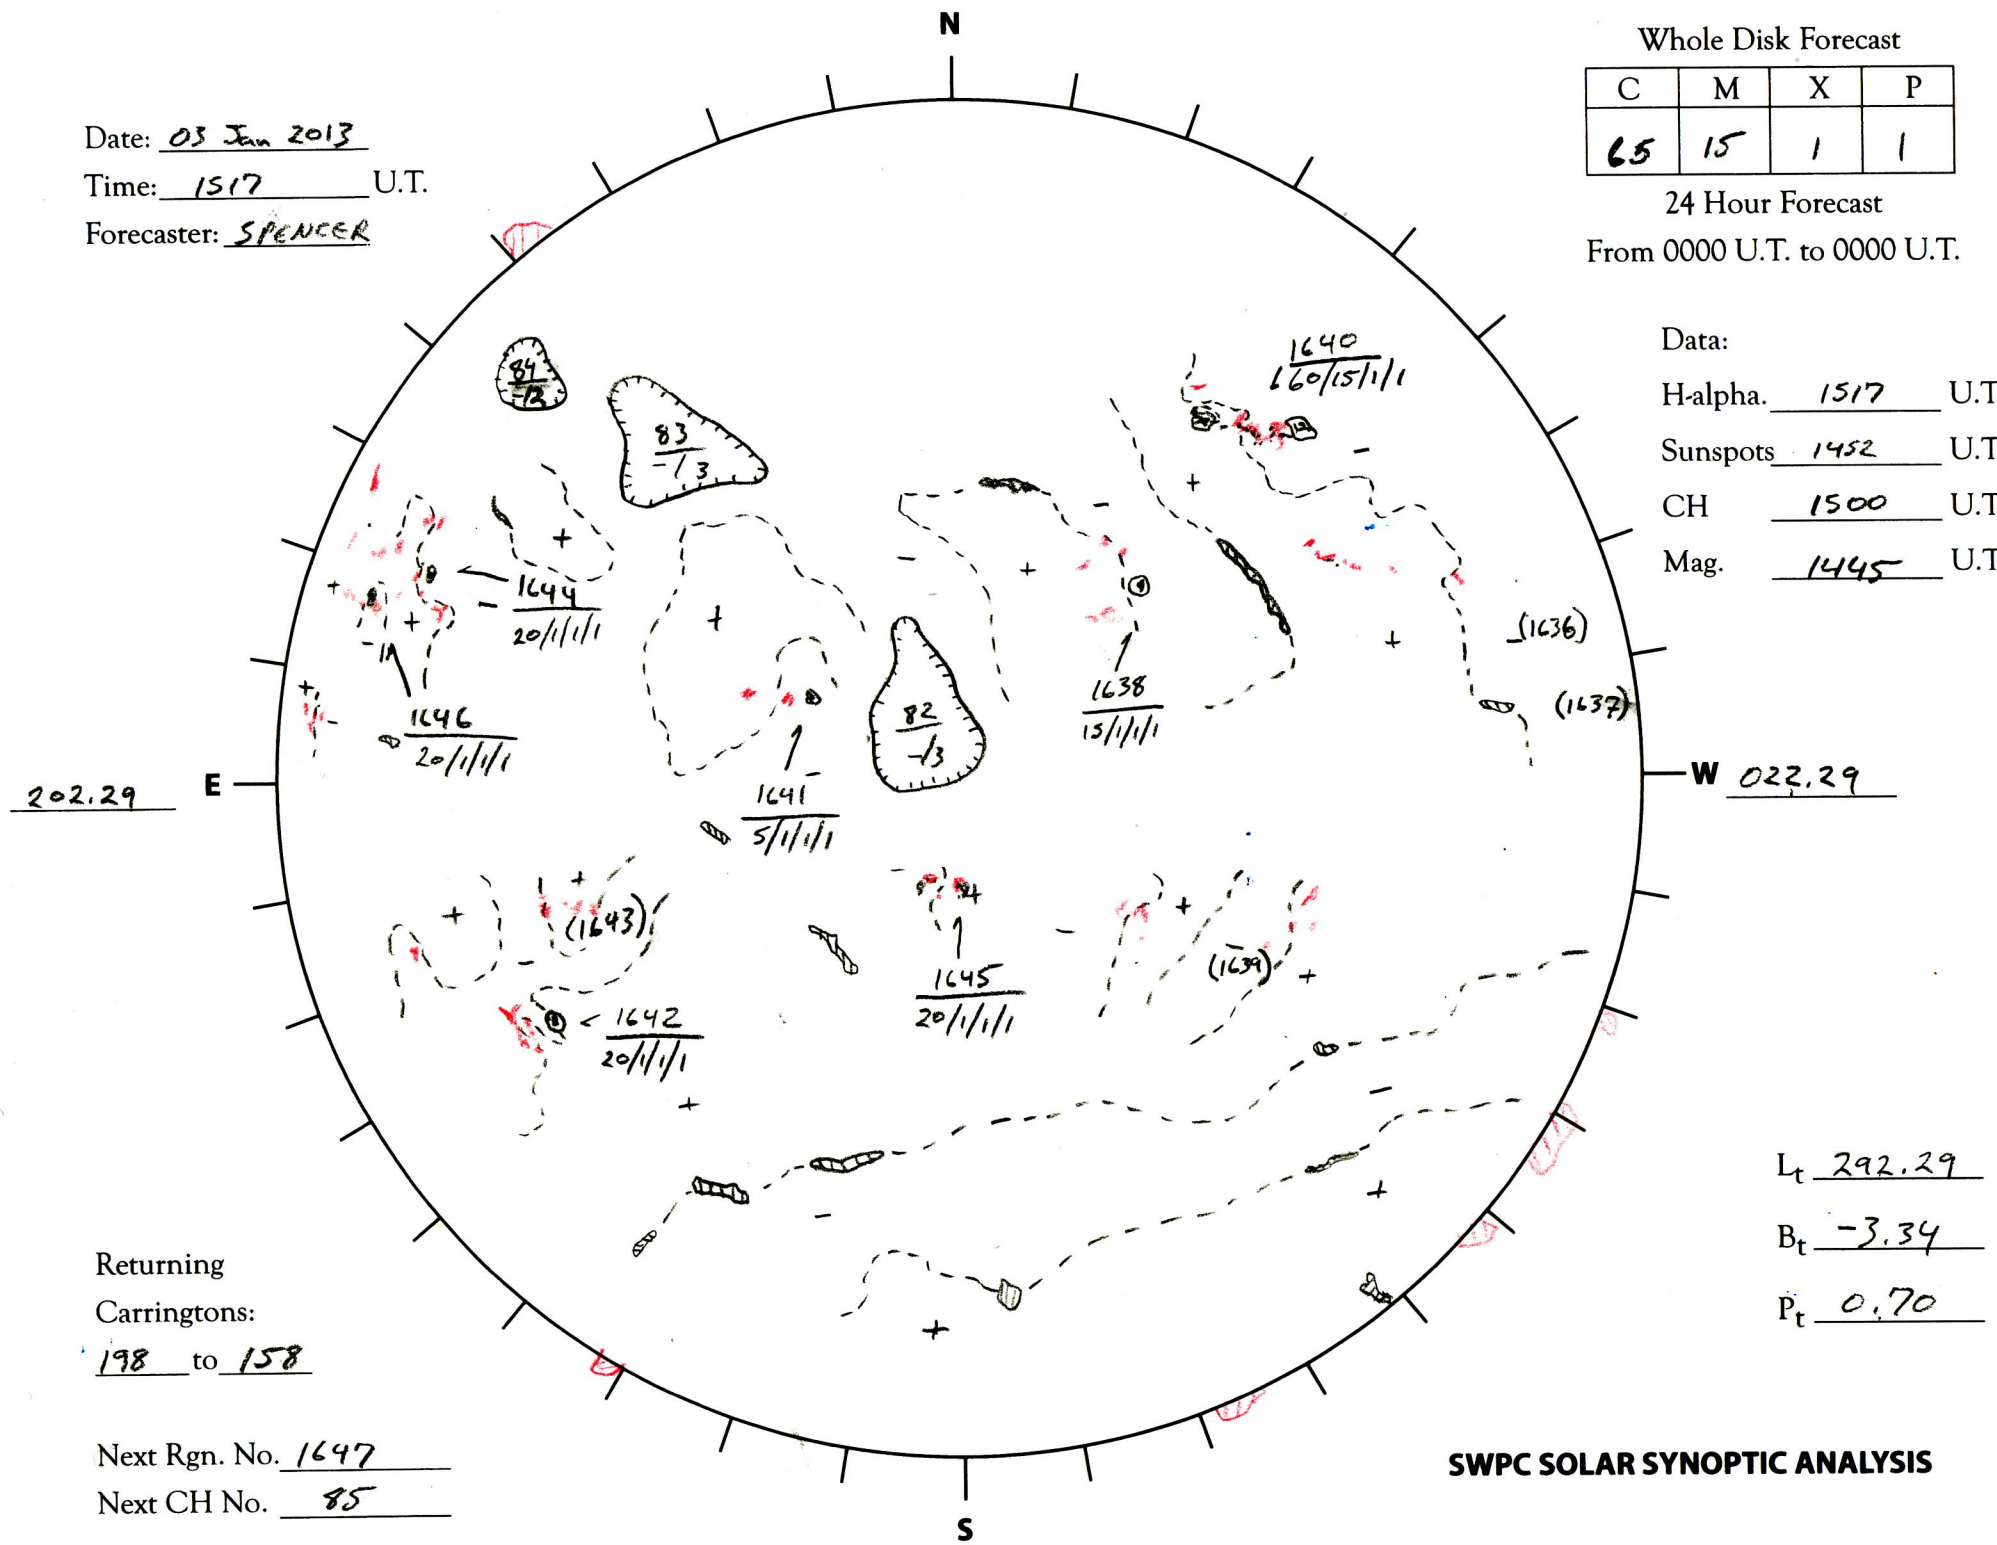 N
Whole Disk Forecast
C M X P
65 15 1 1
24 Hour Forecast
From 0000 U.T. to 0000 U.T.
Date: 03 Jan 2013
Time: 1517 U.T.
Forecaster: SPENCER
Data:
H-alpha. 1517 U.T
Sunspots 1452 U.T
CH 1500 U.T
Mag. 1445 U.T
1640
60/15/1/1
84
83
-/3
+
-
1644
20/1/1/1
(1636)
1638
15/1/1/1
(1637)
1646
20/1/1/1
82
-/3
202.29 E
W 022.29
1641
5/1/1/1
(1643)
(1639)
1645
20/1/1/1
1642
20/1/1/1
Lt 292.29
Bt -3.34
Pt 0.70
Returning
Carringtons:
198 to 158
Next Rgn. No. 1647
Next CH No. 85
SWPC SOLAR SYNOPTIC ANALYSIS
S